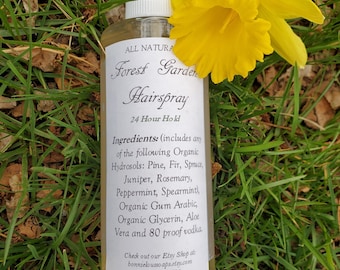 ALL NATURAL
Forest Garden
Hairspray
24 Hour Hold
Ingredients: (includes any
of the following Organic
Hydrosols: Pine, Fir, Spruce,
Juniper, Rosemary,
Peppermint, Spearmint),
Organic Gum Arabic,
Organic Glycerin, Aloe
Vera and 80 proof vodka.
Check out our Etsy Shop at: